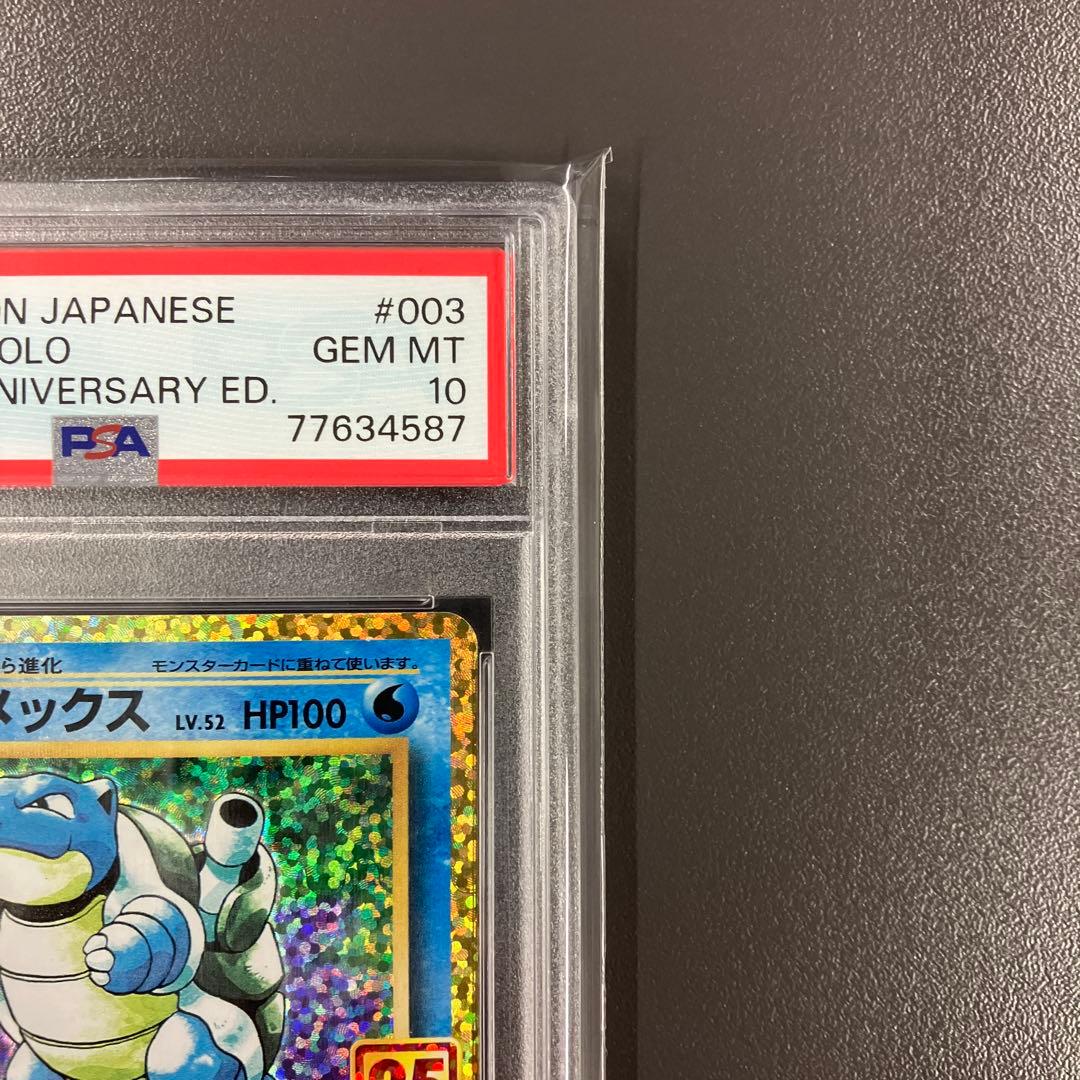 ON JAPANESE #003
OLO GEM MT
NIVERSARY ED. 10
77634587
PSA
ら進化 モンスターカードに重ねて使います。
メックス LV.52 HP100
25